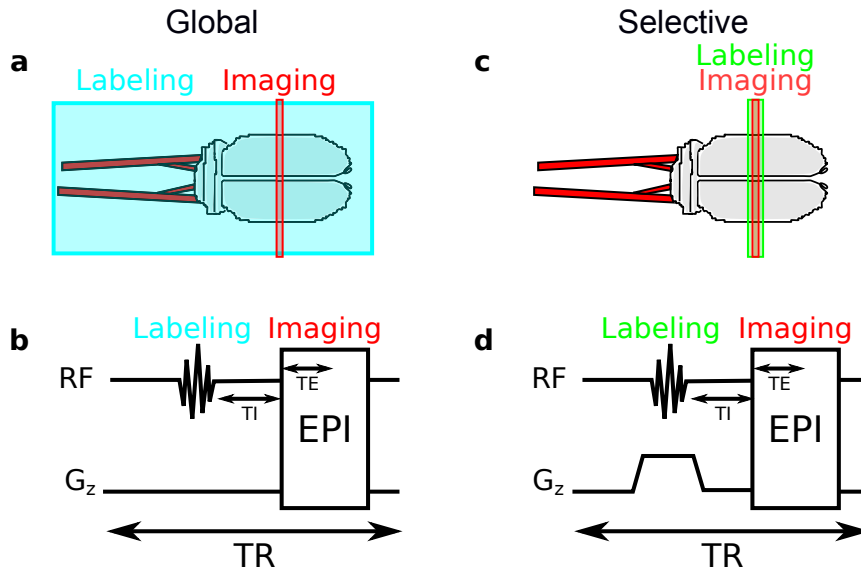 Global
Selective
a
Labeling
Imaging
c
Labeling
Imaging
b
Labeling
Imaging
RF
TE
TI
EPI
Gz
TR
d
Labeling
Imaging
RF
TE
TI
EPI
Gz
TR